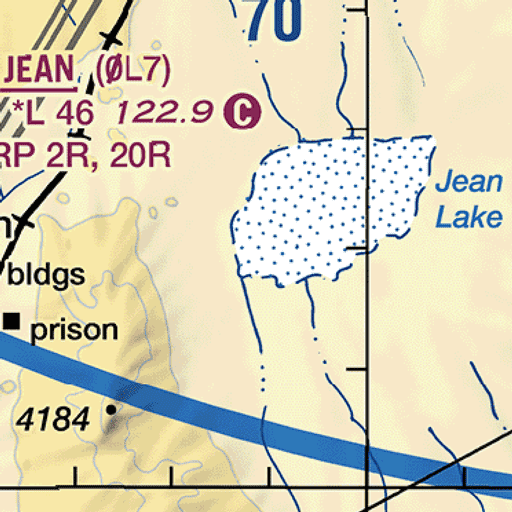 70
JEAN (ØL7)
*L 46 122.9 C
RP 2R, 20R
Jean
Lake
bldgs
prison
4184